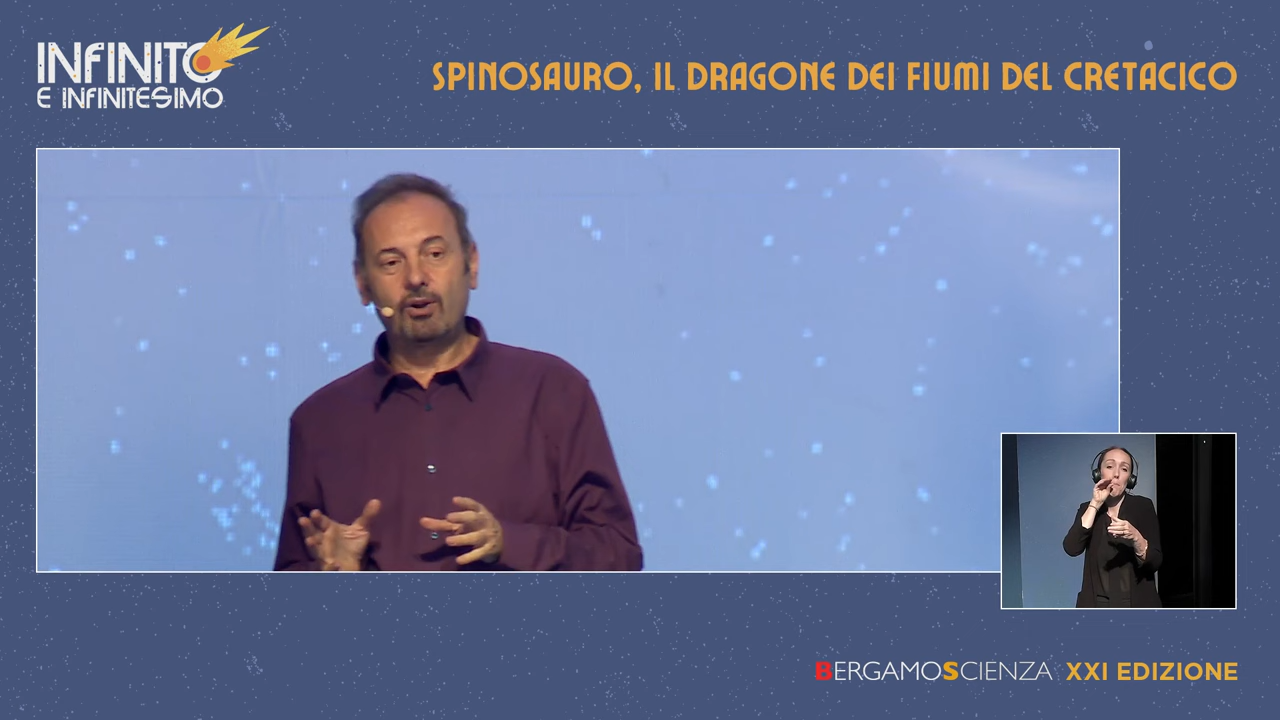 INFINITO
E INFINITESIMO
SPINOSAURO, IL DRAGONE DEI FIUMI DEL CRETACICO
BERGAMOSCIENZA XXI EDIZIONE